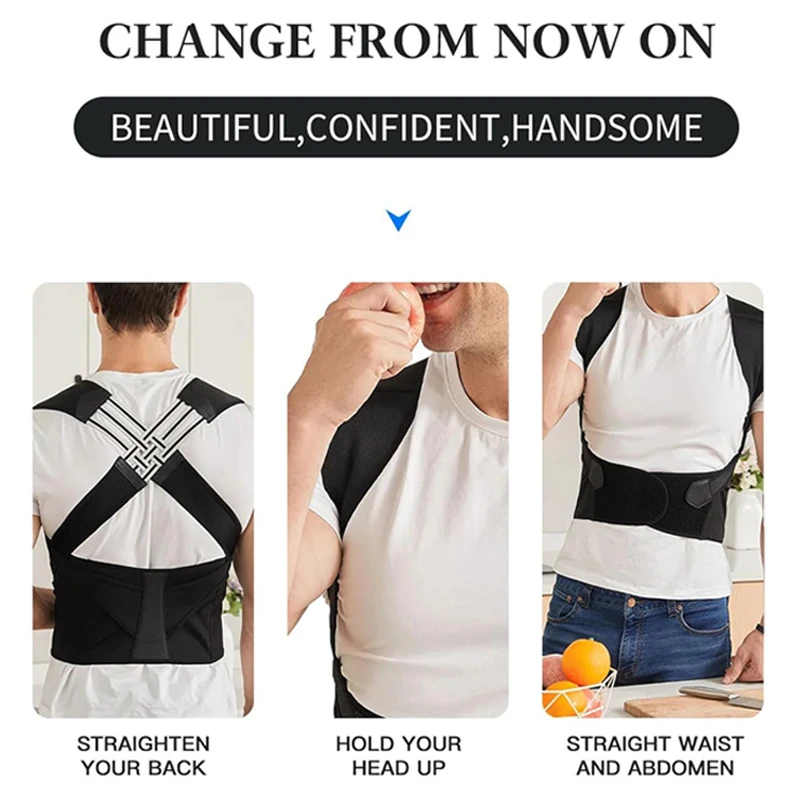 CHANGE FROM NOW ON
BEAUTIFUL,CONFIDENT,HANDSOME
STRAIGHTEN
YOUR BACK
HOLD YOUR
HEAD UP
STRAIGHT WAIST
AND ABDOMEN